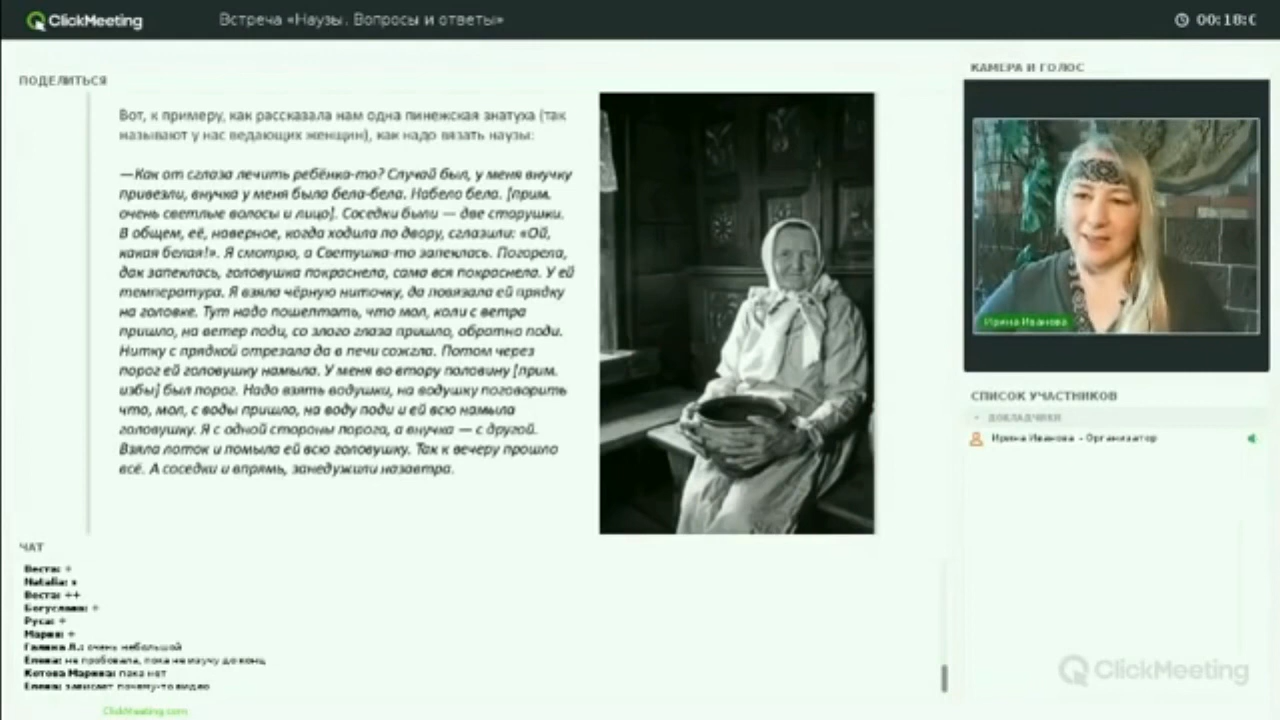 ClickMeeting
Встреча «Наузы. Вопросы и ответы»
00:18:
ПОДЕЛИТЬСЯ
Вот, к примеру, как рассказала нам одна пинежская знатуха (так
называют у нас ведающих женщин), как надо вязать наузы:
—Как от сглаза лечить ребёнка-то? Случай был, у меня внучку
привезли, внучка у меня была бела-бела. Набело бела. [прим.
очень светлые волосы и лицо]. Соседки были — две старушки.
В общем, её, наверное, когда ходила по двору, сглазили: «Ой,
какая белая!». Я смотрю, а Светушка-то запеклась. Погорела,
дак запеклась, головушка покраснела, сама вся покраснела. У ей
температура. Я взяла чёрную ниточку, да повязала ей прядку
на головке. Тут надо пошептать, что мол, коли с ветра
пришло, на ветер поди, со злого глаза пришло, обратно поди.
Нитку с прядкой отрезала да в печи сожгла. Потом через
порог ей головушку намыла. У меня во втору половину [прим.
избы] был порог. Надо взять водушки, на водушку поговорить
что, мол, с воды пришло, на воду поди и ей всю намыла
головушку. Я с одной стороны порога, а внучка — с другой.
Взяла лоток и помыла ей всю головушку. Так к вечеру прошло
всё. А соседки и впрямь, занедужили назавтра.
КАМЕРА И ГОЛОС
Ирина Иванова
СПИСОК УЧАСТНИКОВ
ДОКЛАДЧИКИ
Ирина Иванова - Организатор
ЧАТ
Веста: +
Natalia: +
Веста: ++
Богуслава: +
Руса: +
Мария: +
Галина Л.: очень небольшой
Елена: не пробовала, пока не изучу до конц
Котова Марина: пока нет
Елена: зависает почему-то видео
ClickMeeting.com
ClickMeeting